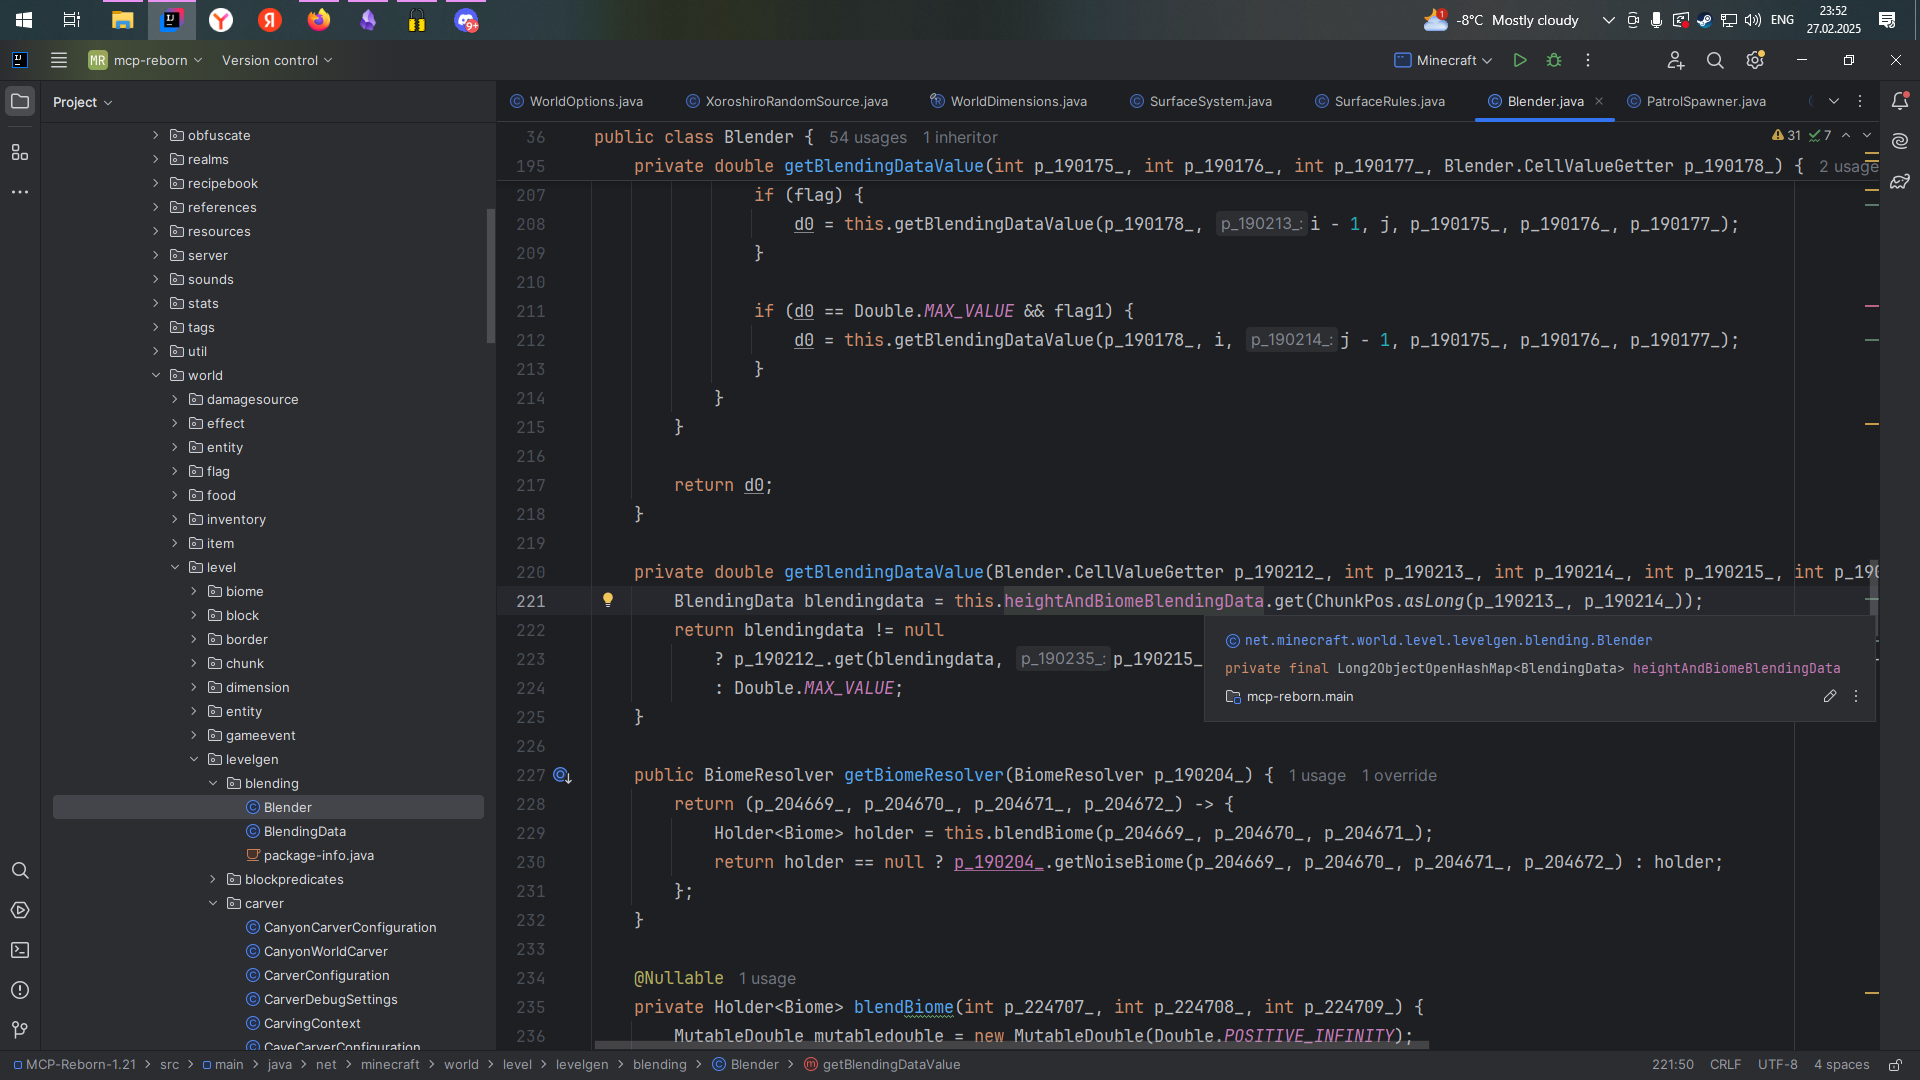 -8°C Mostly cloudy
ENG
23:52
27.02.2025
9+
MR mcp-reborn
Version control
Minecraft
Project
WorldOptions.java
XoroshiroRandomSource.java
WorldDimensions.java
SurfaceSystem.java
SurfaceRules.java
Blender.java
PatrolSpawner.java
obfuscate
realms
recipebook
references
resources
server
sounds
stats
tags
util
world
damagesource
effect
entity
flag
food
inventory
item
level
biome
block
border
chunk
dimension
entity
gameevent
levelgen
blending
Blender
BlendingData
package-info.java
blockpredicates
carver
CanyonCarverConfiguration
CanyonWorldCarver
CarverConfiguration
CarverDebugSettings
CarvingContext
CaveCarverConfiguration
31 7
36 public class Blender { 54 usages 1 inheritor
195 private double getBlendingDataValue(int p_190175_, int p_190176_, int p_190177_, Blender.CellValueGetter p_190178_) { 2 usage
207 if (flag) {
208 d0 = this.getBlendingDataValue(p_190178_, p_190213_: i - 1, j, p_190175_, p_190176_, p_190177_);
209 }
210
211 if (d0 == Double.MAX_VALUE && flag1) {
212 d0 = this.getBlendingDataValue(p_190178_, i, p_190214_: j - 1, p_190175_, p_190176_, p_190177_);
213 }
214 }
215 }
216
217 return d0;
218 }
219
220 private double getBlendingDataValue(Blender.CellValueGetter p_190212_, int p_190213_, int p_190214_, int p_190215_, int p_190
221 BlendingData blendingdata = this.heightAndBiomeBlendingData.get(ChunkPos.asLong(p_190213_, p_190214_));
222 return blendingdata != null
223 ? p_190212_.get(blendingdata, p_190235_: p_190215_
224 : Double.MAX_VALUE;
225 }
226
227 public BiomeResolver getBiomeResolver(BiomeResolver p_190204_) { 1 usage 1 override
228 return (p_204669_, p_204670_, p_204671_, p_204672_) -> {
229 Holder<Biome> holder = this.blendBiome(p_204669_, p_204670_, p_204671_);
230 return holder == null ? p_190204_.getNoiseBiome(p_204669_, p_204670_, p_204671_, p_204672_) : holder;
231 };
232 }
233
234 @Nullable 1 usage
235 private Holder<Biome> blendBiome(int p_224707_, int p_224708_, int p_224709_) {
236 MutableDouble mutabledouble = new MutableDouble(Double.POSITIVE_INFINITY);
net.minecraft.world.level.levelgen.blending.Blender
private final Long2ObjectOpenHashMap<BlendingData> heightAndBiomeBlendingData
mcp-reborn.main
MCP-Reborn-1.21 > src > main > java > net > minecraft > world > level > levelgen > blending > Blender > getBlendingDataValue
221:50 CRLF UTF-8 4 spaces